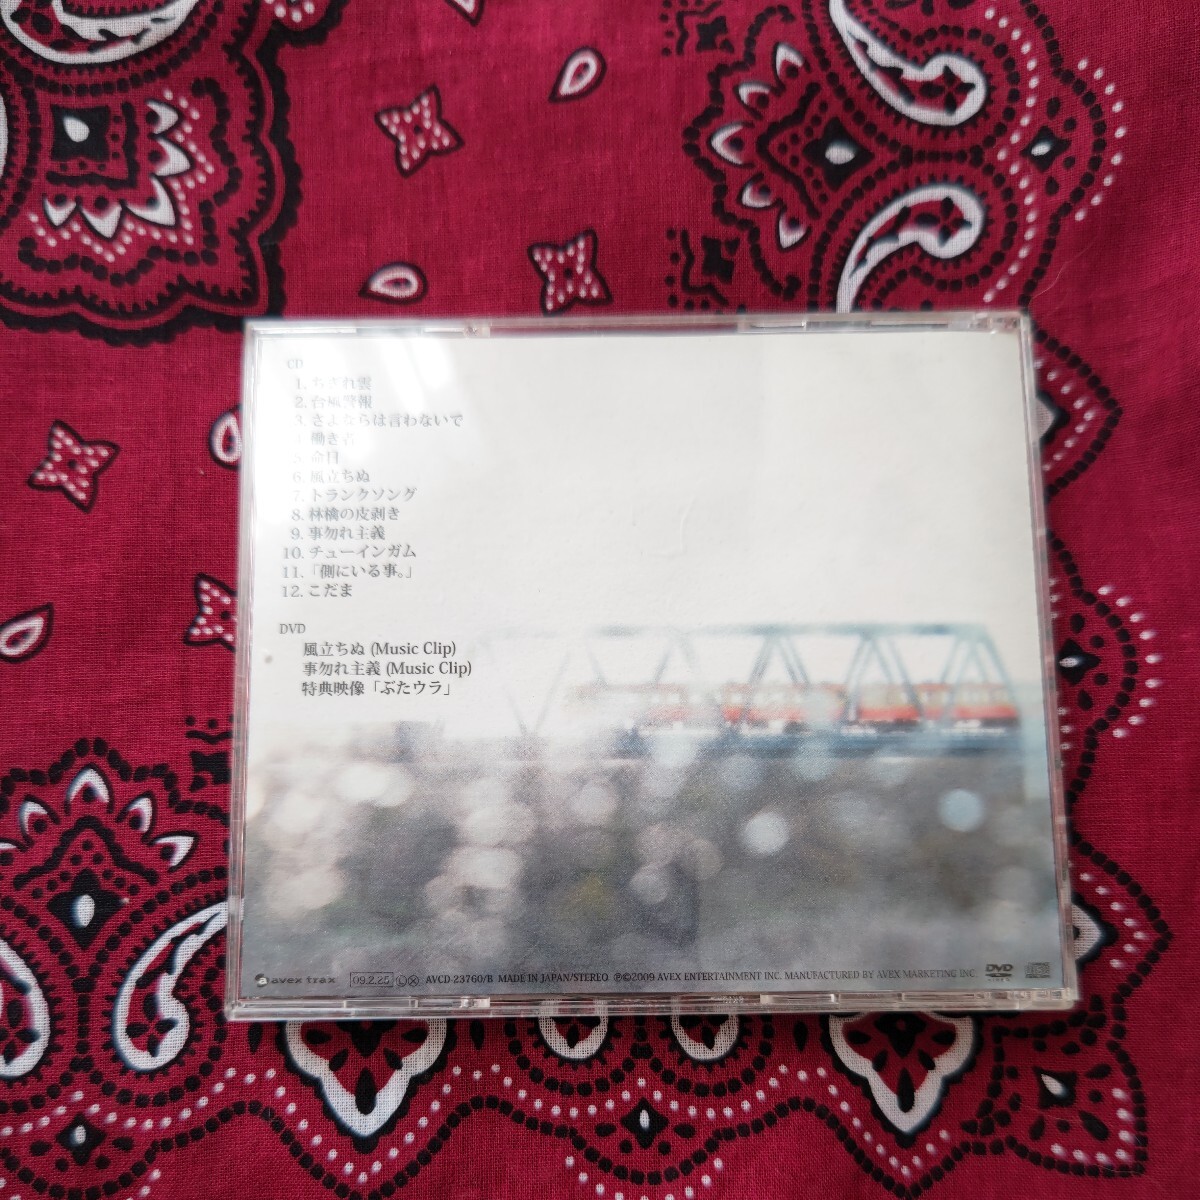 CD
1. ちぎれ雲
2. 台風警報
3. さよならは言わないで
4. 働き者
5. 命日
6. 風立ちぬ
7. トランクソング
8. 林檎の皮剥き
9. 事勿れ主義
10. チューインガム
11. 「側にいる事。」
12. こだま
DVD
風立ちぬ (Music Clip)
事勿れ主義 (Music Clip)
特典映像「ぶたウラ」
avex trax 09.2.25 AVCD-23760/B MADE IN JAPAN/STEREO ℗©2009 AVEX ENTERTAINMENT INC. MANUFACTURED BY AVEX MARKETING INC. DVD